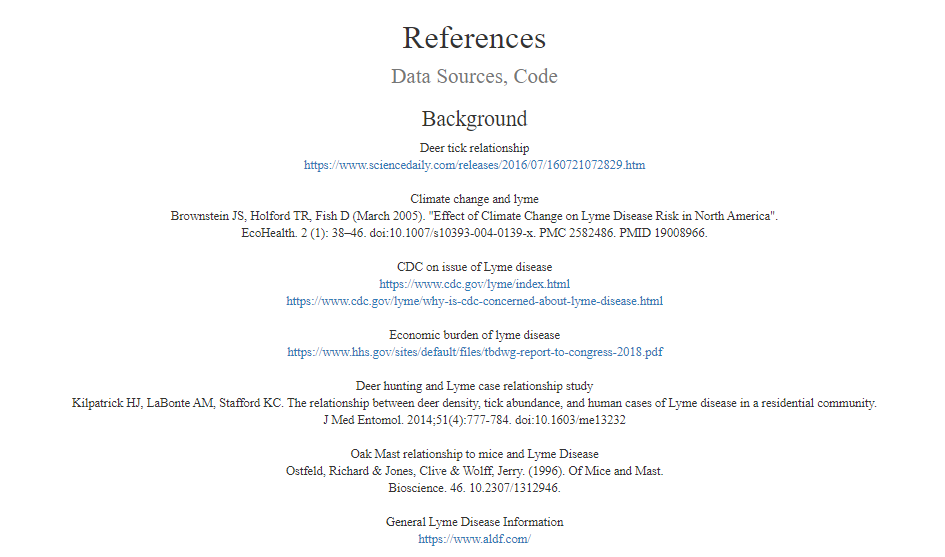 References
Data Sources, Code
Background
Deer tick relationship
https://www.sciencedaily.com/releases/2016/07/160721072829.htm
Climate change and lyme
Brownstein JS, Holford TR, Fish D (March 2005). "Effect of Climate Change on Lyme Disease Risk in North America".
EcoHealth. 2 (1): 38–46. doi:10.1007/s10393-004-0139-x. PMC 2582486. PMID 19008966.
CDC on issue of Lyme disease
https://www.cdc.gov/lyme/index.html
https://www.cdc.gov/lyme/why-is-cdc-concerned-about-lyme-disease.html
Economic burden of lyme disease
https://www.hhs.gov/sites/default/files/tbdwg-report-to-congress-2018.pdf
Deer hunting and Lyme case relationship study
Kilpatrick HJ, LaBonte AM, Stafford KC. The relationship between deer density, tick abundance, and human cases of Lyme disease in a residential community.
J Med Entomol. 2014;51(4):777-784. doi:10.1603/me13232
Oak Mast relationship to mice and Lyme Disease
Ostfeld, Richard & Jones, Clive & Wolff, Jerry. (1996). Of Mice and Mast.
Bioscience. 46. 10.2307/1312946.
General Lyme Disease Information
https://www.aldf.com/